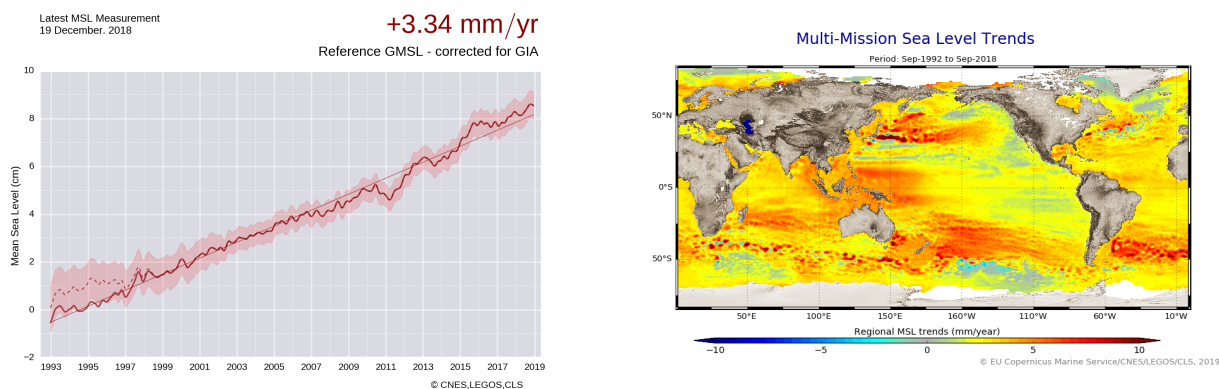 Latest MSL Measurement
19 December. 2018
+3.34 mm/yr
Reference GMSL - corrected for GIA
Mean Sea Level (cm)
10
8
6
4
2
0
−2
1993 1995 1997 1999 2001 2003 2005 2007 2009 2011 2013 2015 2017 2019
© CNES,LEGOS,CLS
Multi-Mission Sea Level Trends
Period: Sep-1992 to Sep-2018
50°N
0°S
50°S
50°E 100°E 150°E 160°W 110°W 60°W 10°W
Regional MSL trends (mm/year)
−10 −5 0 5 10
© EU Copernicus Marine Service/CNES/LEGOS/CLS, 2019